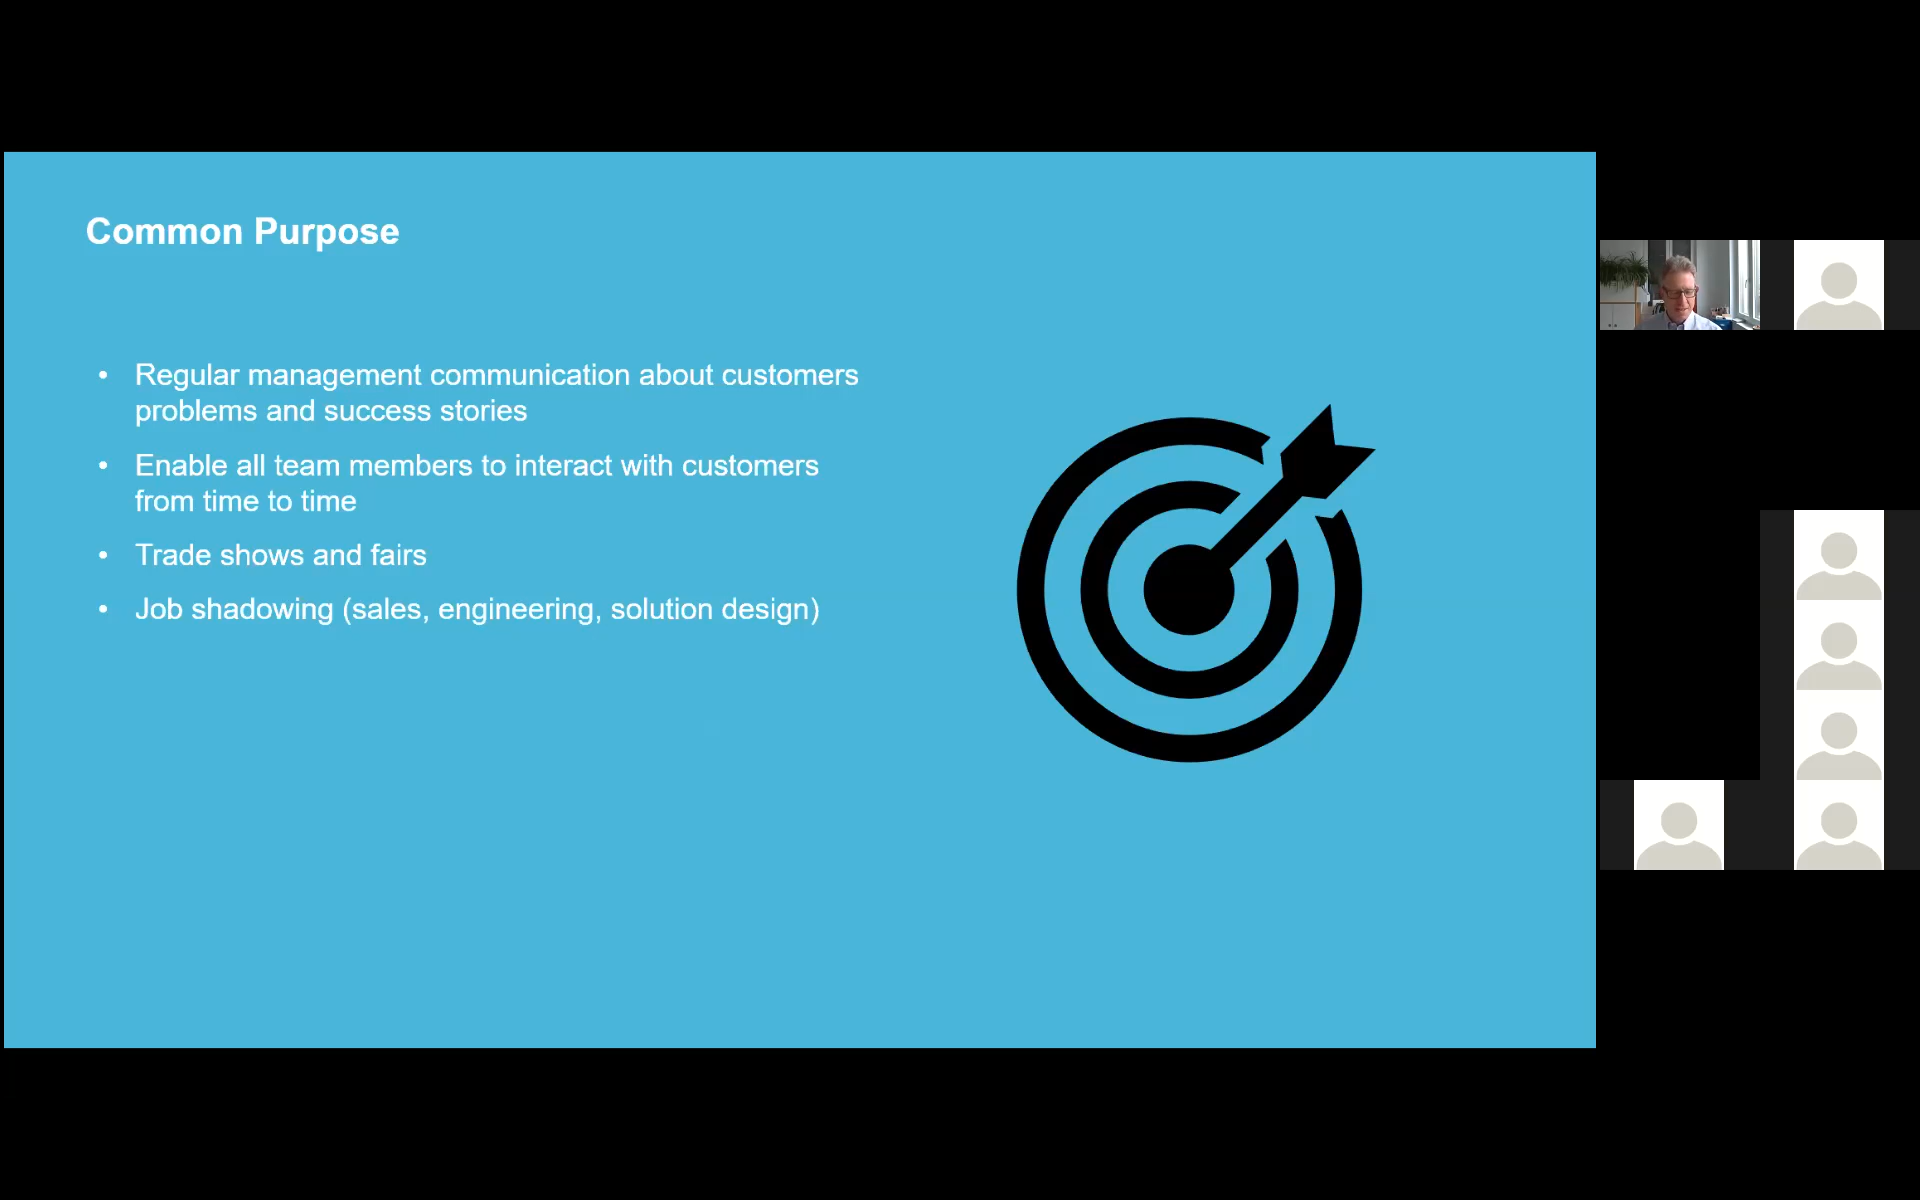 Common Purpose
• Regular management communication about customers
problems and success stories
• Enable all team members to interact with customers
from time to time
• Trade shows and fairs
• Job shadowing (sales, engineering, solution design)